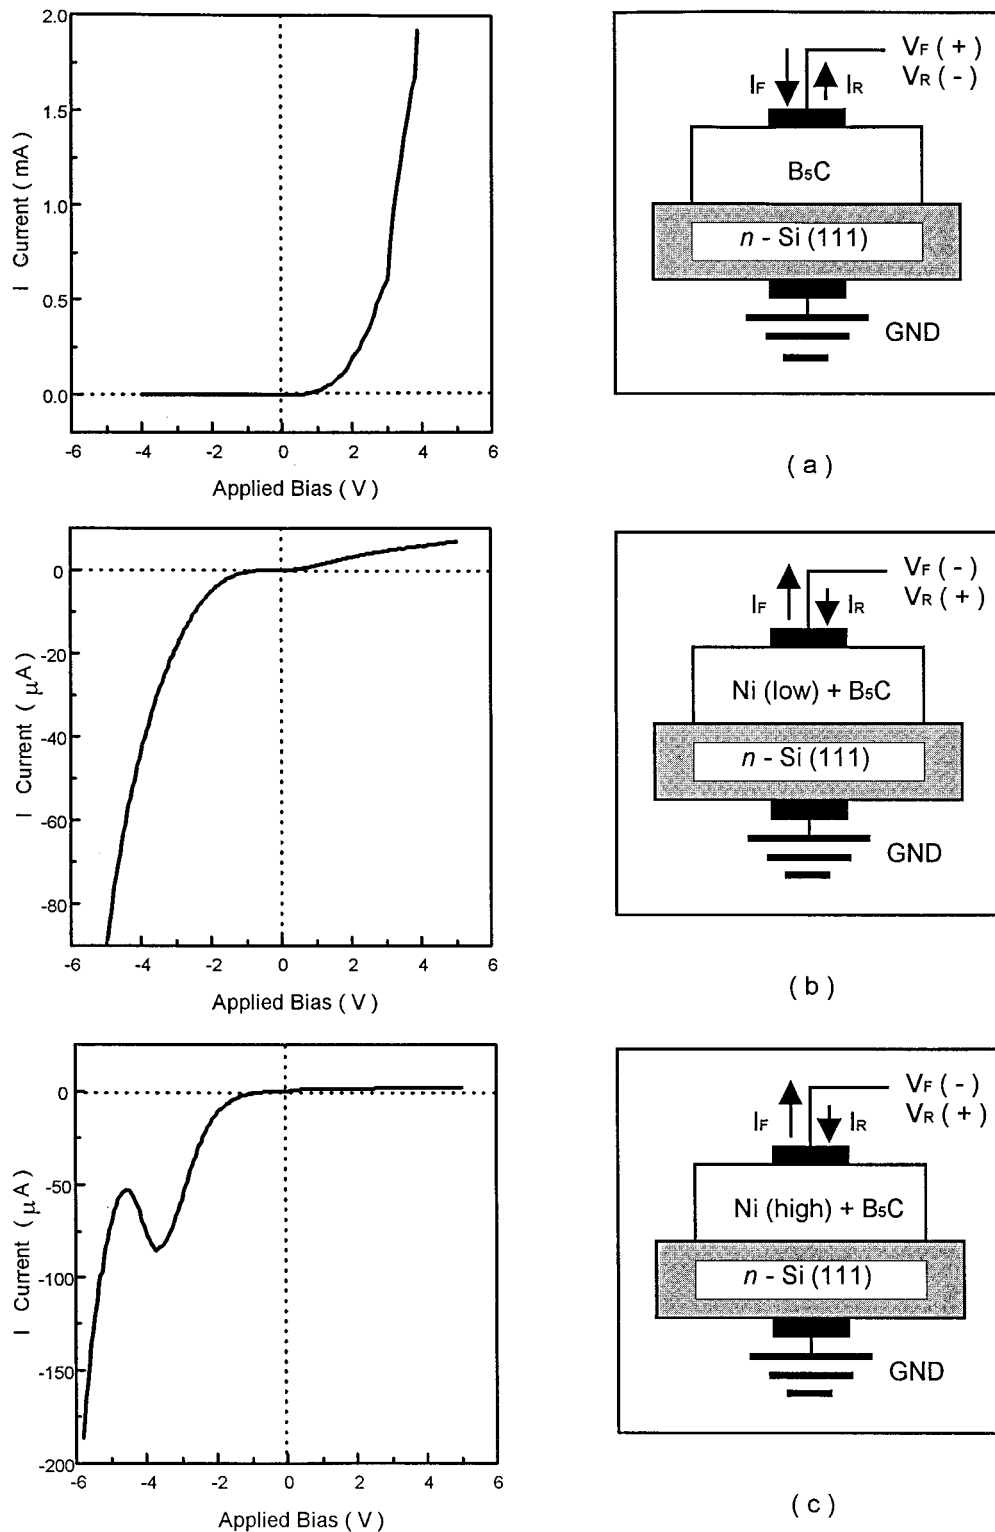 2.0
1.5
1.0
0.5
0.0
I Current ( mA )
-6 -4 -2 0 2 4 6
Applied Bias ( V )
VF ( + )
VR ( - )
IF IR
B5C
n - Si (111)
GND
( a )
0
-20
-40
-60
-80
I Current ( μA )
-6 -4 -2 0 2 4 6
Applied Bias ( V )
VF ( - )
VR ( + )
IF IR
Ni (low) + B5C
n - Si (111)
GND
( b )
0
-50
-100
-150
-200
I Current ( μA )
-6 -4 -2 0 2 4 6
Applied Bias ( V )
VF ( - )
VR ( + )
IF IR
Ni (high) + B5C
n - Si (111)
GND
( c )